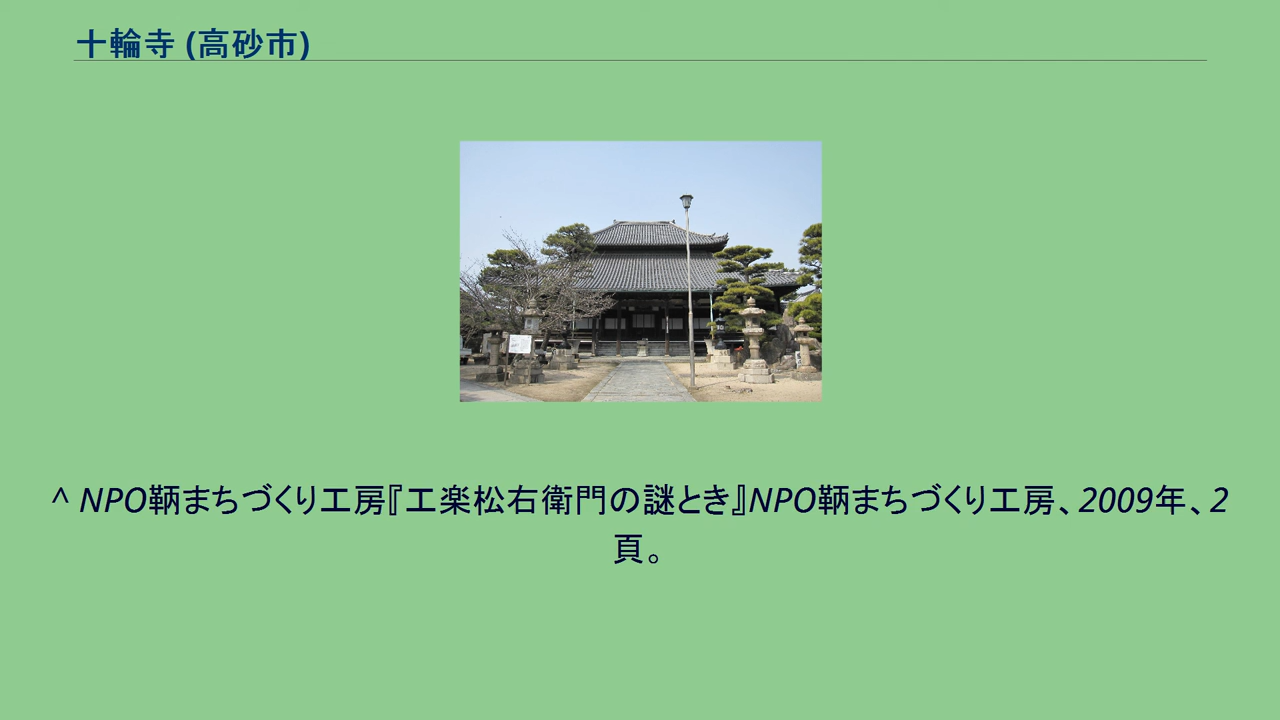 十輪寺 (高砂市)
^ NPO鞆まちづくり工房『工楽松右衛門の謎とき』NPO鞆まちづくり工房、2009年、2
頁。